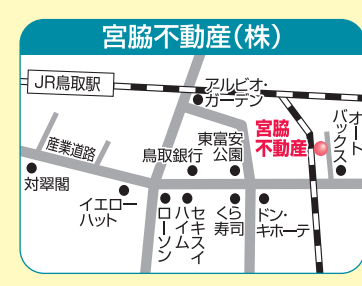 宮脇不動産(株)
JR鳥取駅
アルビオ・
ガーデン
宮脇
不動産
オート
バックス
産業道路
鳥取銀行
東富安
公園
対翠閣
イエロー
ハット
ローソン
セキスイ
ハイム
くら
寿司
ドン・
キホーテ